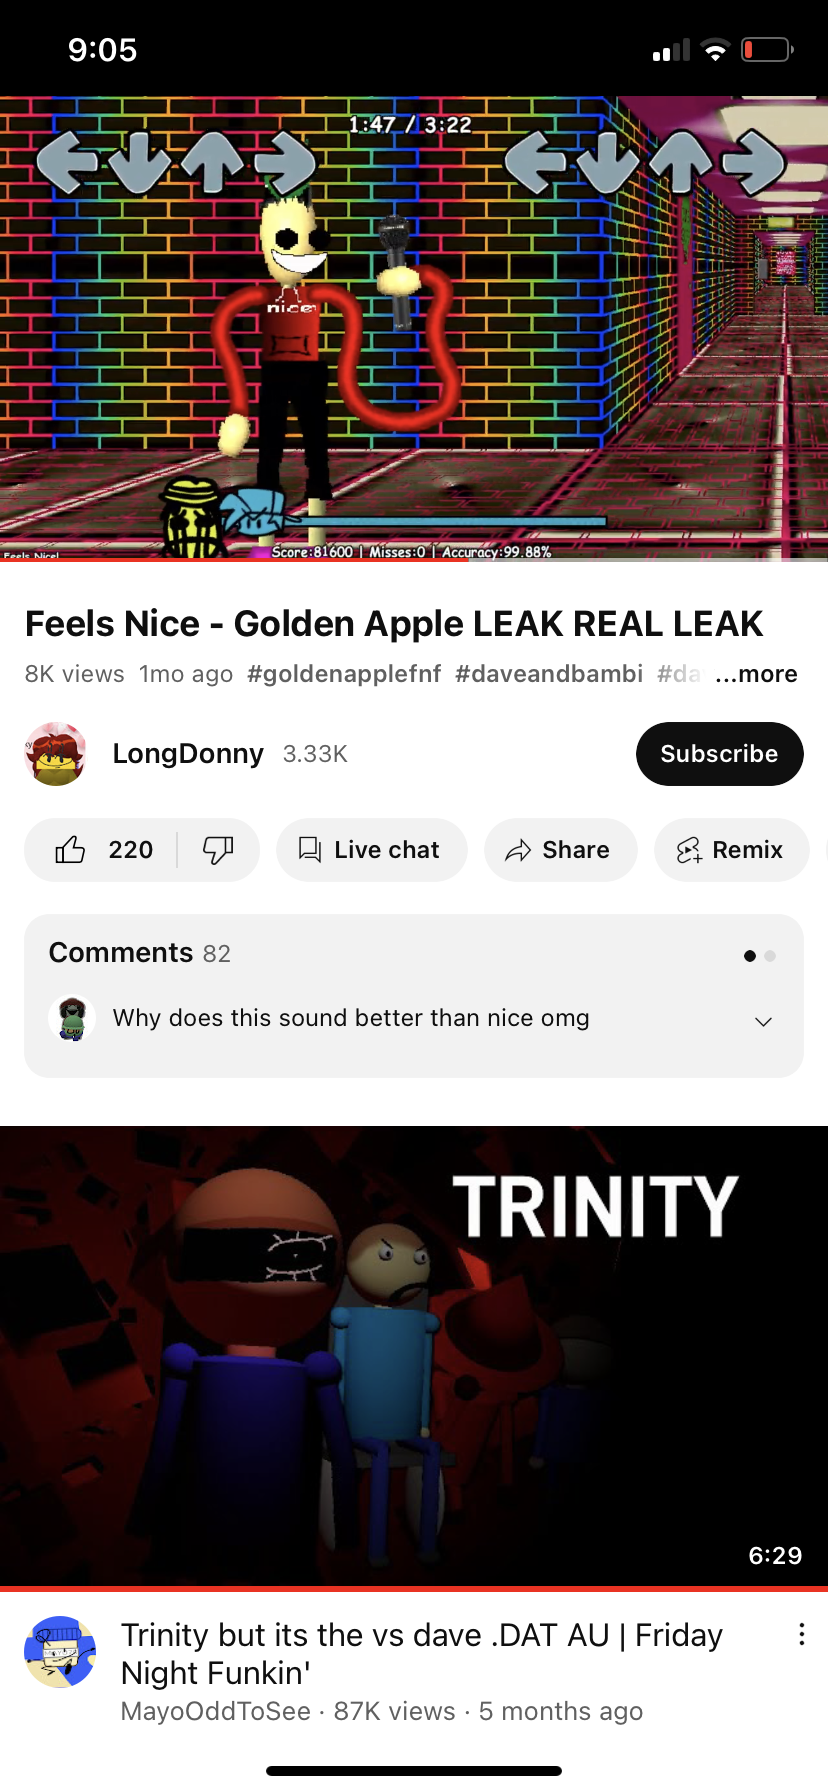 9:05
1:47 / 3:22
nice
Score:81600 | Misses:0 | Accuracy:99.88%
Feels Nice!
Feels Nice - Golden Apple LEAK REAL LEAK
8K views 1mo ago #goldenapplefnf #daveandbambi #da ...more
LongDonny 3.33K
Subscribe
220
Live chat
Share
Remix
Comments 82
Why does this sound better than nice omg
TRINITY
6:29
Trinity but its the vs dave .DAT AU | Friday
Night Funkin'
MayoOddToSee · 87K views · 5 months ago